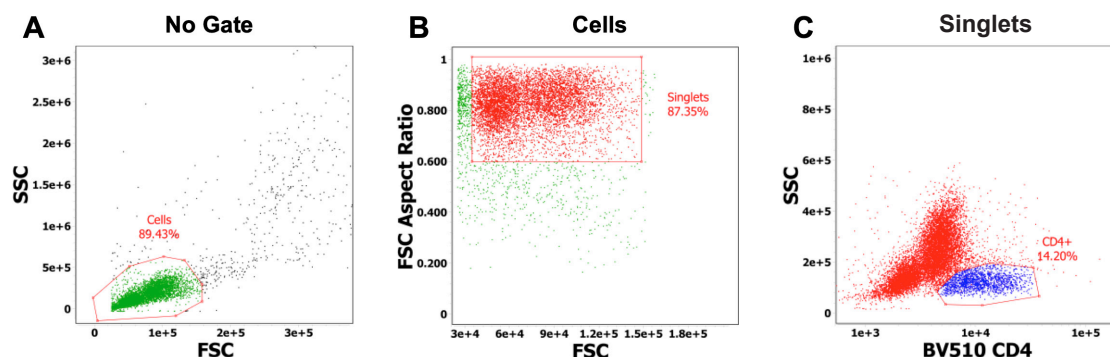 A
No Gate
SSC
3e+6
2.5e+6
2e+6
1.5e+6
1e+6
5e+5
0
Cells
89.43%
0
1e+5
2e+5
3e+5
FSC
B
Cells
FSC Aspect Ratio
1
0.800
0.600
0.400
0.200
Singlets
87.35%
3e+4
6e+4
9e+4
1.2e+5
1.5e+5
1.8e+5
FSC
C
Singlets
SSC
1e+6
8e+5
6e+5
4e+5
2e+5
0
CD4+
14.20%
1e+3
1e+4
1e+5
BV510 CD4